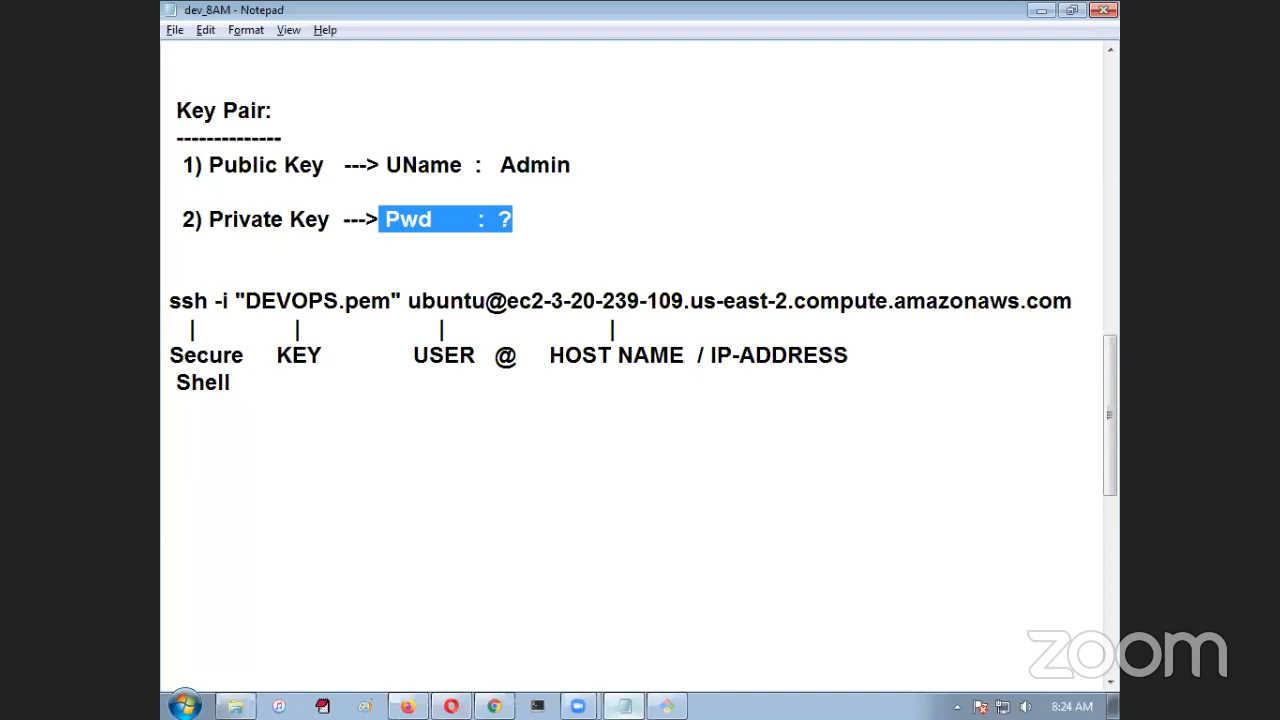 dev_8AM - Notepad
File Edit Format View Help
Key Pair:
--------------
1) Public Key ---> UName : Admin
2) Private Key ---> Pwd : ?
ssh -i "DEVOPS.pem" ubuntu@ec2-3-20-239-109.us-east-2.compute.amazonaws.com
| | | |
Secure KEY USER @ HOST NAME / IP-ADDRESS
Shell
zoom
8:24 AM